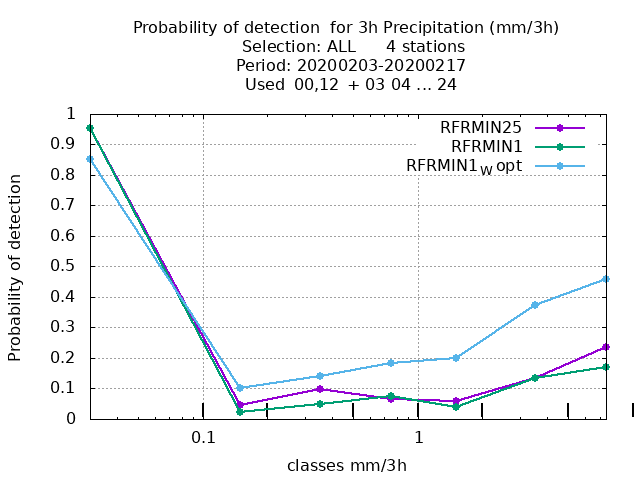 Probability of detection  for 3h Precipitation (mm/3h)
Selection: ALL      4 stations
Period: 20200203-20200217
Used  00,12  + 03 04 ... 24
RFRMIN25
RFRMIN1
RFRMIN1W opt
1
0.9
0.8
0.7
0.6
0.5
0.4
0.3
0.2
0.1
0
Probability of detection
0.1
1
classes mm/3h